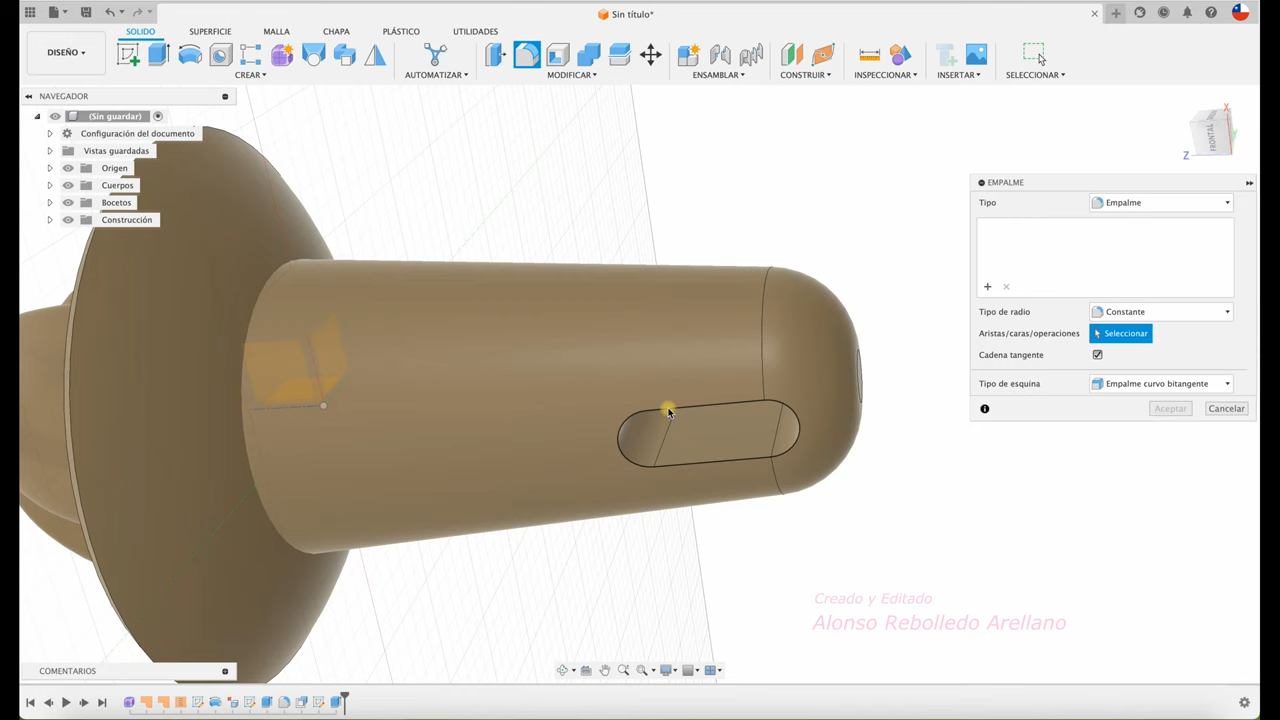 Sin título*
DISEÑO
SOLIDO
SUPERFICIE
MALLA
CHAPA
PLÁSTICO
UTILIDADES
CREAR
AUTOMATIZAR
MODIFICAR
ENSAMBLAR
CONSTRUIR
INSPECCIONAR
INSERTAR
SELECCIONAR
NAVEGADOR
(Sin guardar)
Configuración del documento
Vistas guardadas
Origen
Cuerpos
Bocetos
Construcción
X
FRONTAL
Z
EMPALME
Tipo
Empalme
Tipo de radio
Constante
Aristas/caras/operaciones
Seleccionar
Cadena tangente
Tipo de esquina
Empalme curvo bitangente
Aceptar
Cancelar
Creado y Editado
Alonso Rebolledo Arellano
COMENTARIOS